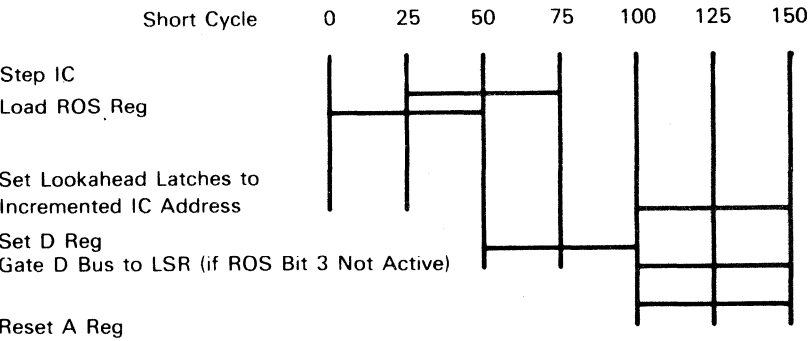 Short Cycle 0 25 50 75 100 125 150
Step IC
Load ROS Reg
Set Lookahead Latches to
Incremented IC Address
Set D Reg
Gate D Bus to LSR (if ROS Bit 3 Not Active)
Reset A Reg